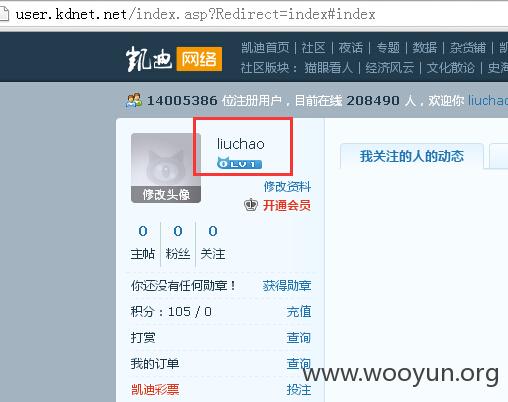 user.kdnet.net/index.asp?Redirect=index#index
凯迪 网络
凯迪首页 | 社区 | 夜话 | 专题 | 数据 | 杂货铺 |
社区版块： 猫眼看人 | 经济风云 | 文化散论 | 史海
14005386 位注册用户，目前在线 208490 人，欢迎你 liuchao
liuchao
LV1
修改头像
修改资料
开通会员
0 0 0
主帖 粉丝 关注
我关注的人的动态
你还没有任何勋章！ 获得勋章
积分：105 / 0 充值
打赏 查询
我的订单 查询
凯迪彩票 投注
www.wooyun.org